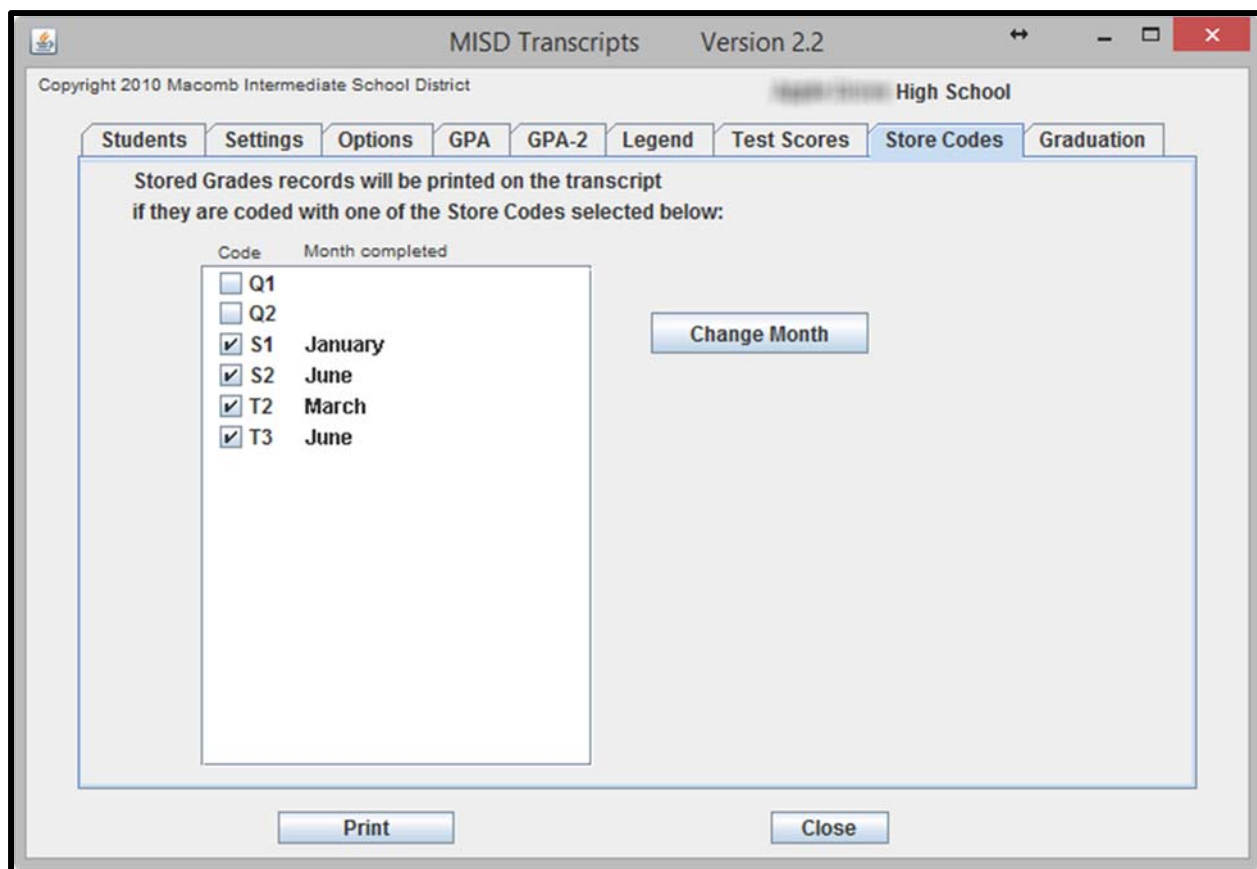 MISD Transcripts Version 2.2
Copyright 2010 Macomb Intermediate School District
High School
Students Settings Options GPA GPA-2 Legend Test Scores Store Codes Graduation
Stored Grades records will be printed on the transcript
if they are coded with one of the Store Codes selected below:
Code Month completed
Q1
Q2
S1 January
S2 June
T2 March
T3 June
Change Month
Print Close